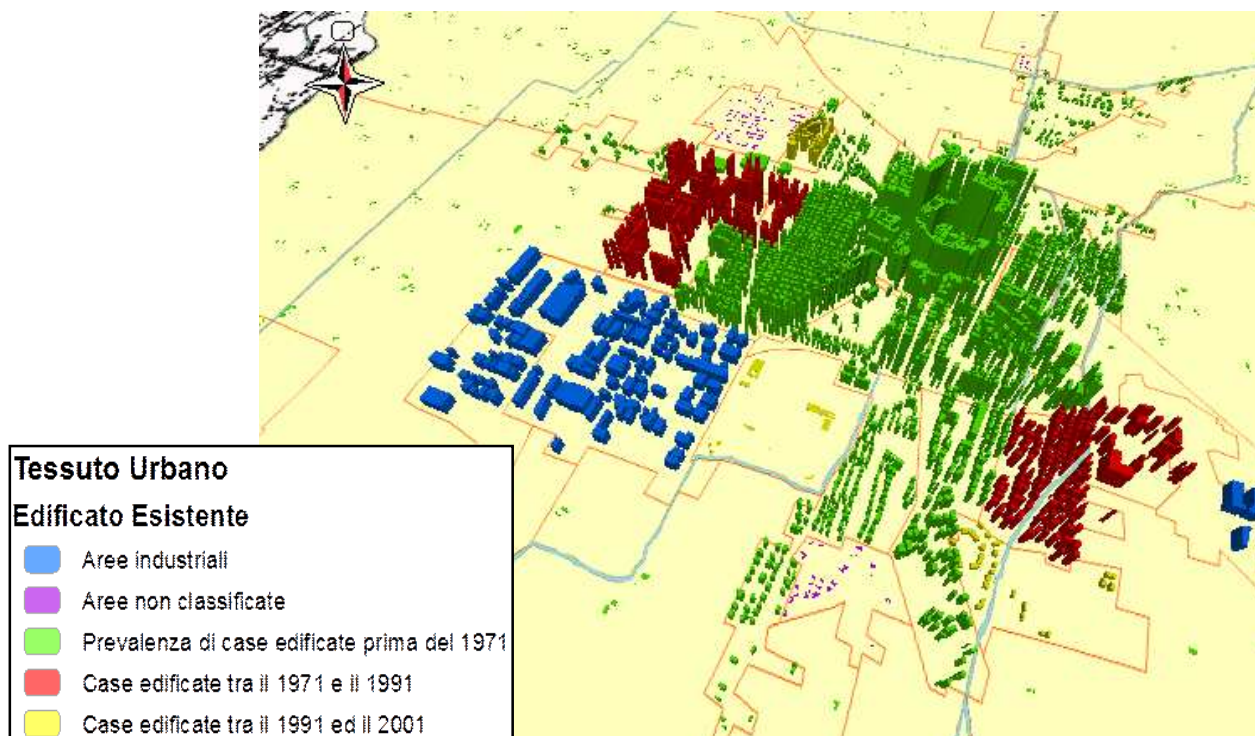 Tessuto Urbano
Edificato Esistente
Aree industriali
Aree non classificate
Prevalenza di case edificate prima del 1971
Case edificate tra il 1971 e il 1991
Case edificate tra il 1991 ed il 2001